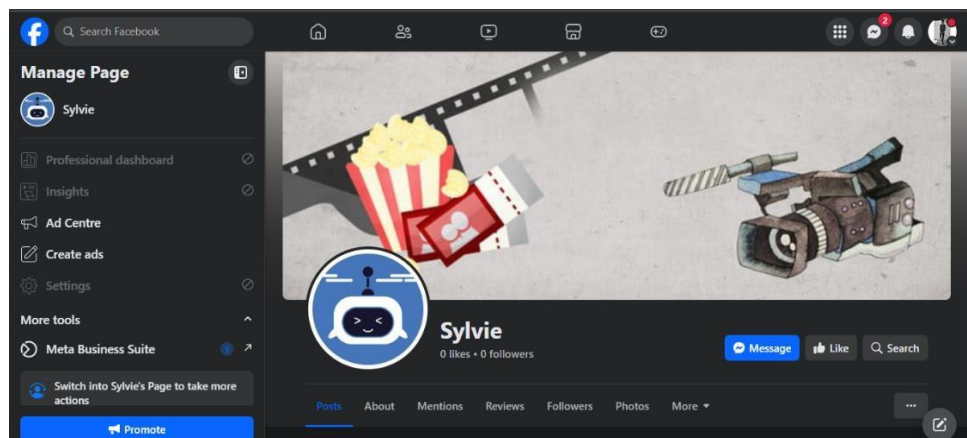 Search Facebook
2
Manage Page
Sylvie
Professional dashboard
Insights
Ad Centre
Create ads
Settings
More tools
Meta Business Suite
1
Switch into Sylvie's Page to take more
actions
Promote
Sylvie
0 likes • 0 followers
Message
Like
Search
Posts
About
Mentions
Reviews
Followers
Photos
More